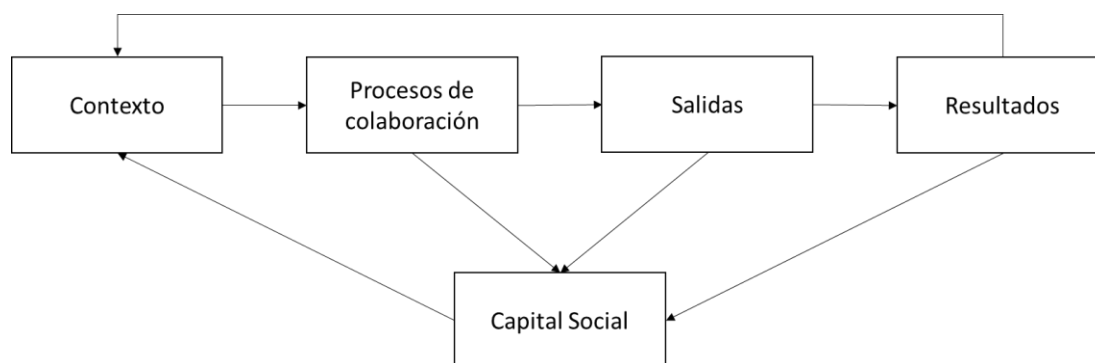 Contexto
Procesos de
colaboración
Salidas
Resultados
Capital Social